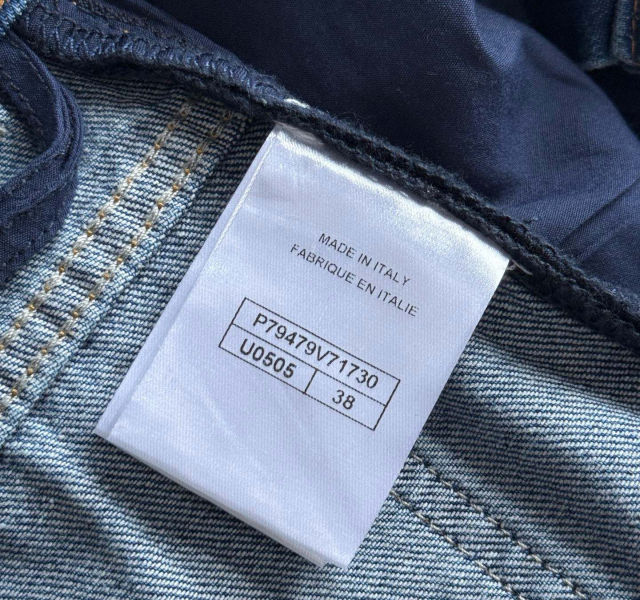 MADE IN ITALY
FABRIQUE EN ITALIE
P79479V71730
U0505 38